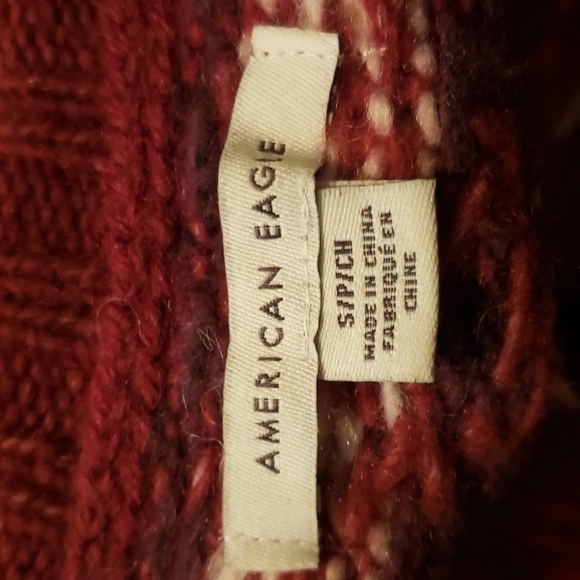 AMERICAN EAGLE
S/P/CH
MADE IN CHINA
FABRIQUÉ EN
CHINE